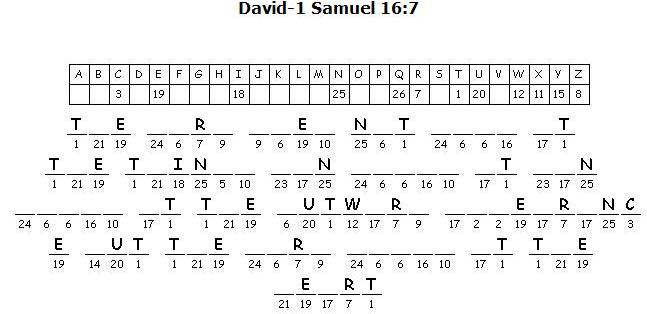 David-1 Samuel 16:7
A B C D E F G H I J K L M N O P Q R S T U V W X Y Z
3 19 18 25 26 7 1 20 12 11 15 8
T E R E N T T
1 21 19 24 6 7 9 9 6 19 10 25 6 1 24 6 6 6 17 1
T E T I N N T N
1 21 19 1 21 18 25 5 10 23 17 25 24 6 6 16 10 17 1 23 17 25
T T E U T W R E R N C
24 6 6 16 10 17 1 1 21 19 6 20 1 12 17 7 9 17 2 2 19 17 7 17 25 3
E U T T E R T T E
19 14 20 1 1 21 19 24 6 7 9 24 6 6 16 10 17 1 1 21 19
E R T
21 19 17 7 1